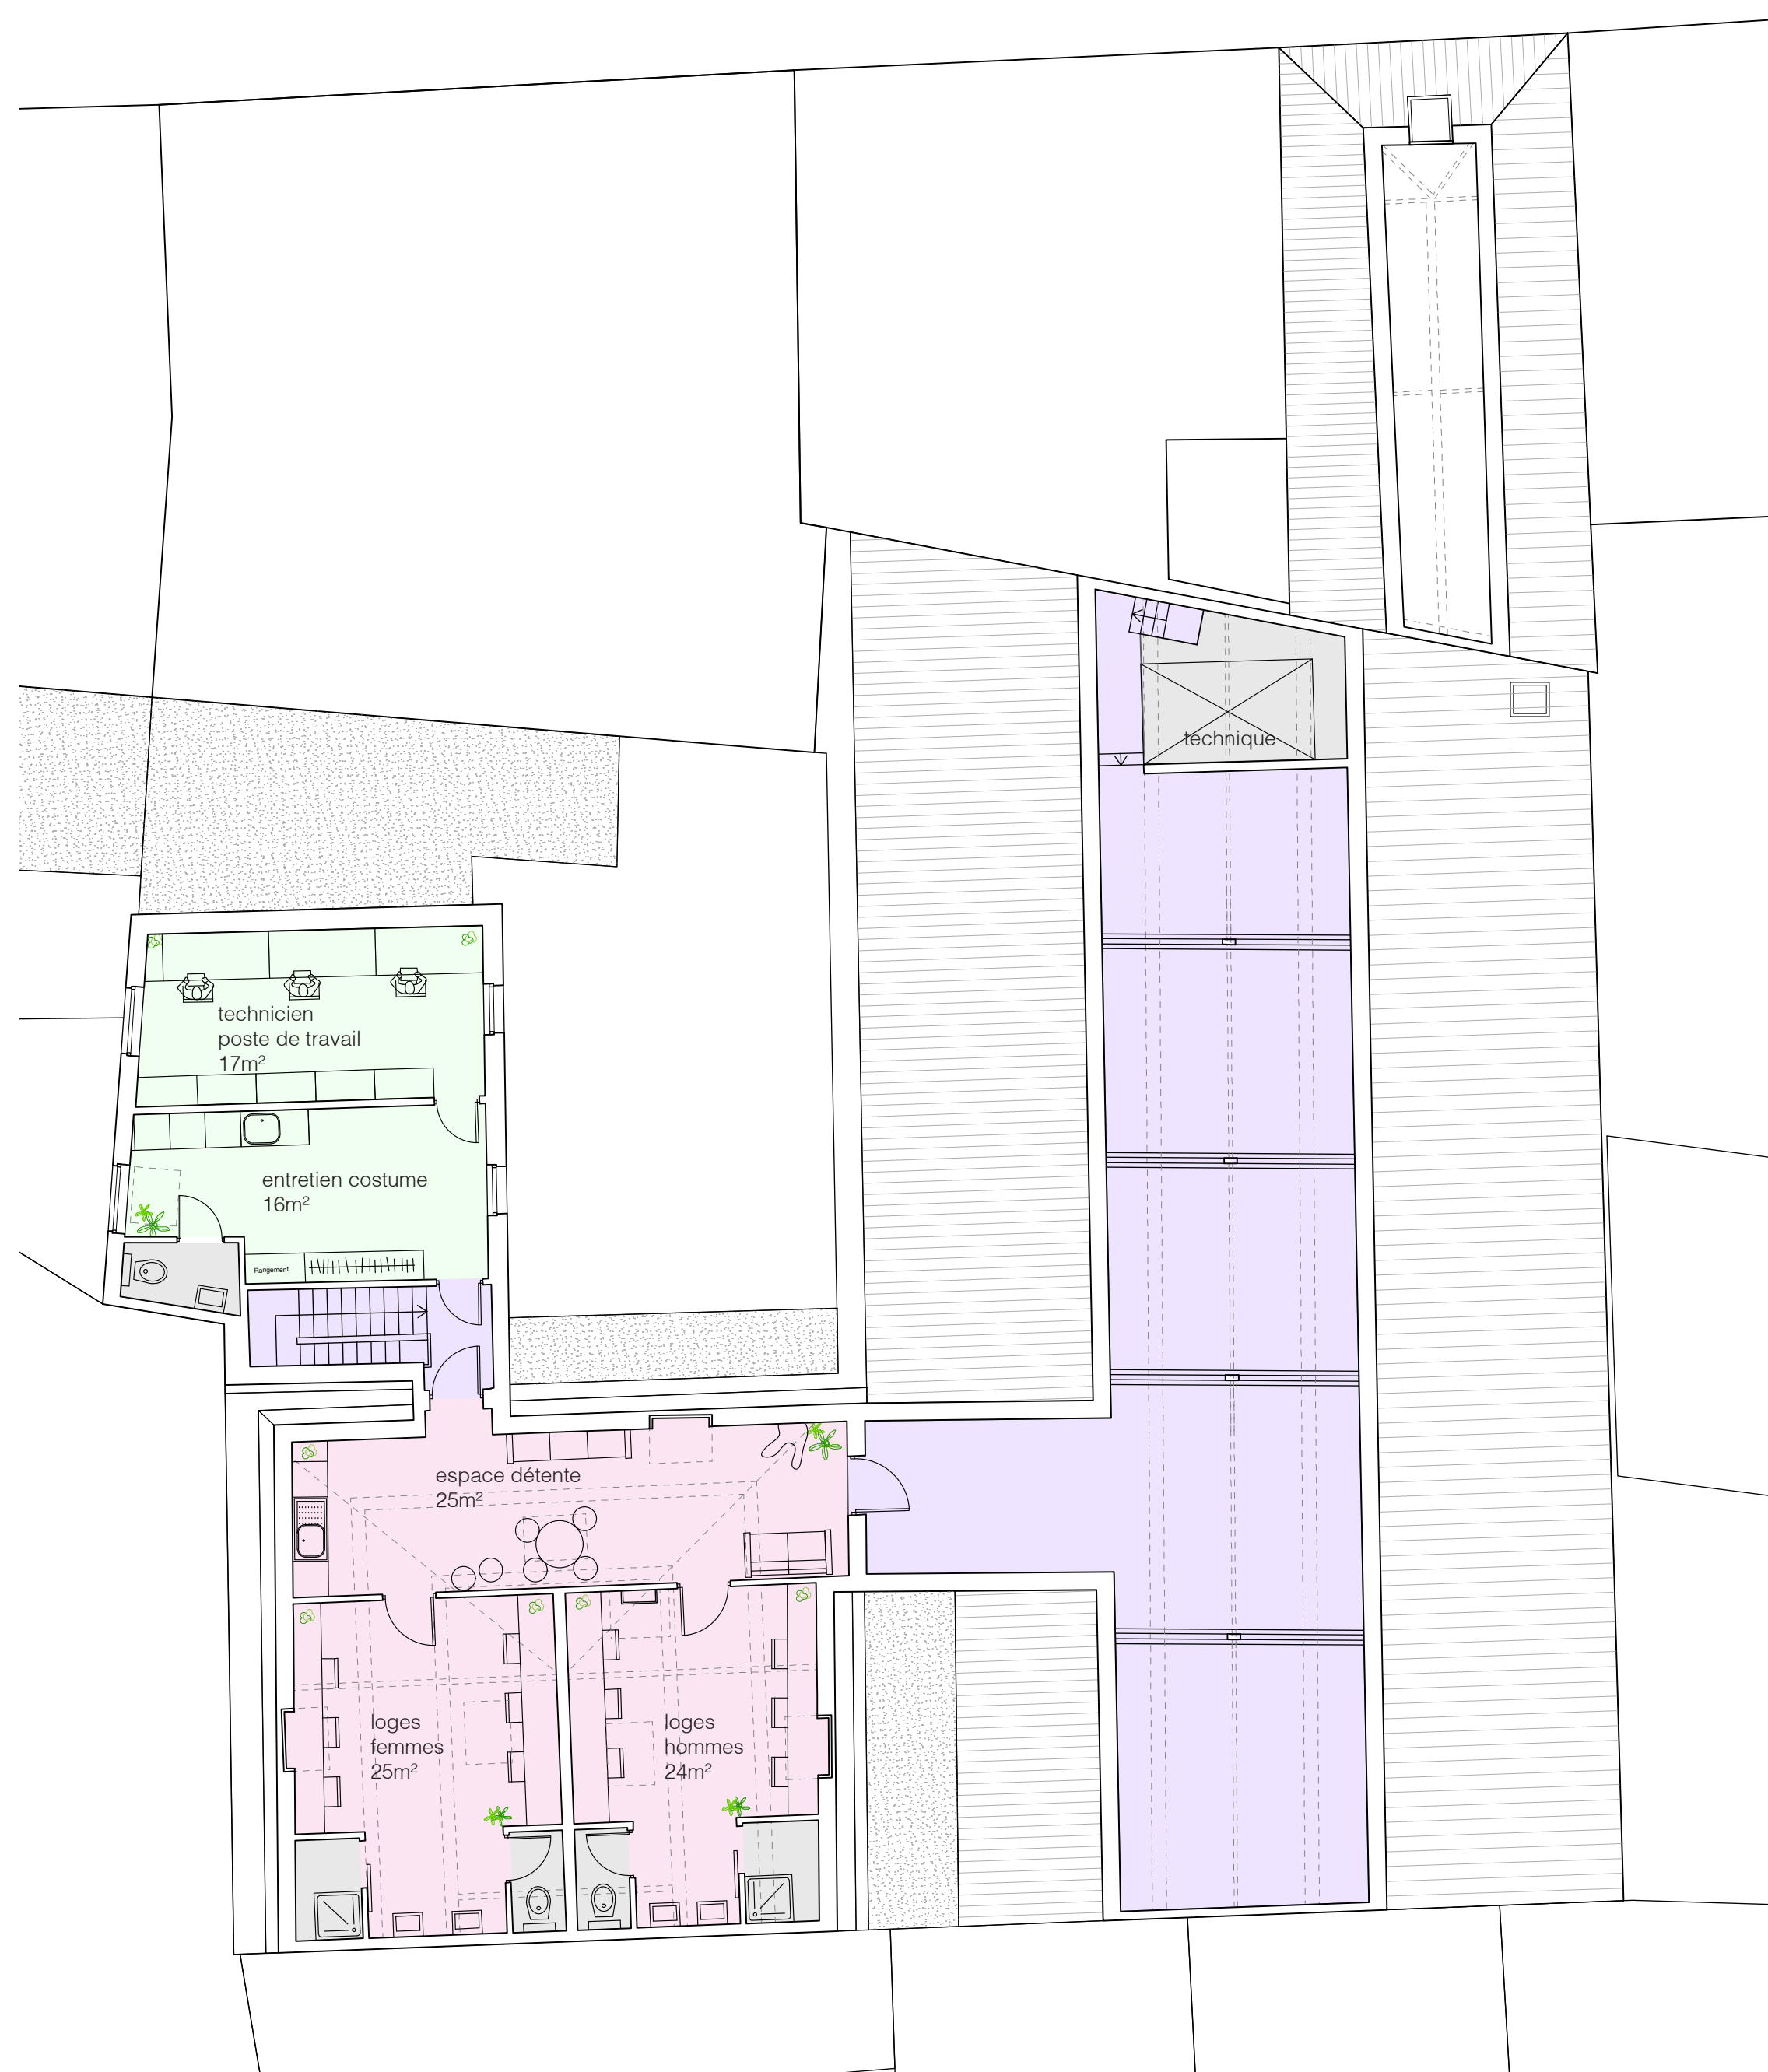 technique
technicien
poste de travail
17m²
entretien costume
16m²
Rangement
espace détente
25m²
loges
femmes
25m²
loges
hommes
24m²